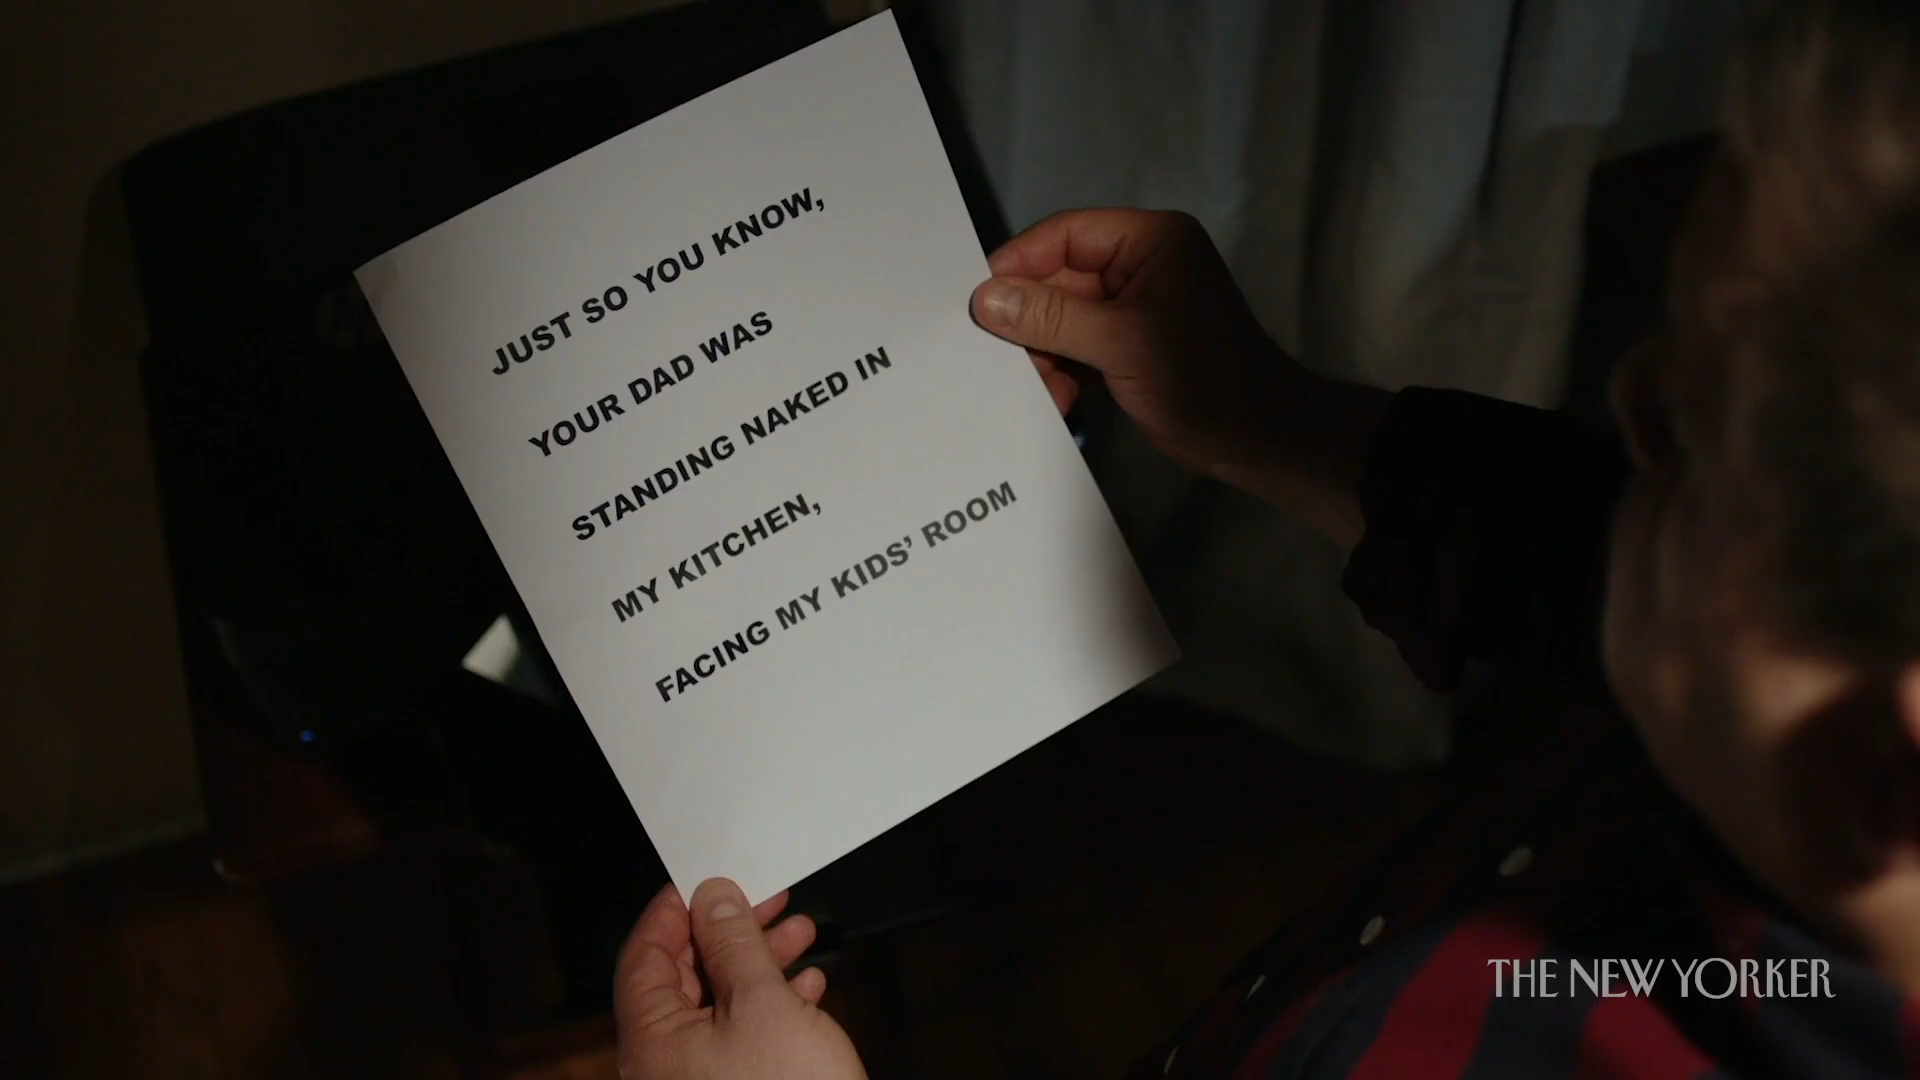 JUST SO YOU KNOW,
YOUR DAD WAS
STANDING NAKED IN
MY KITCHEN,
FACING MY KIDS’ ROOM
THE NEW YORKER